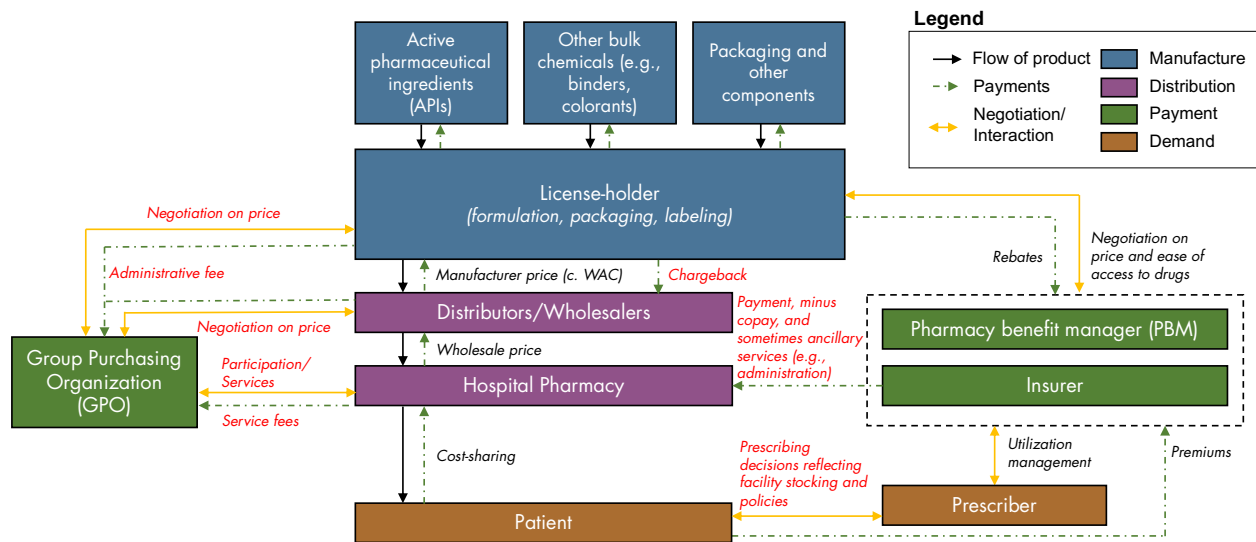 Active
pharmaceutical
ingredients
(APIs)
Other bulk
chemicals (e.g.,
binders,
colorants)
Packaging and
other
components
Legend
Flow of product
Payments
Negotiation/
Interaction
Manufacture
Distribution
Payment
Demand
License-holder
(formulation, packaging, labeling)
Negotiation on price
Administrative fee
Rebates
Negotiation on
price and ease of
access to drugs
Manufacturer price (c. WAC)
Chargeback
Distributors/Wholesalers
Negotiation on price
Payment, minus
copay, and
sometimes ancillary
services (e.g.,
administration)
Pharmacy benefit manager (PBM)
Insurer
Wholesale price
Group Purchasing
Organization
(GPO)
Participation/
Services
Service fees
Hospital Pharmacy
Cost-sharing
Utilization
management
Premiums
Prescribing
decisions reflecting
facility stocking and
policies
Prescriber
Patient